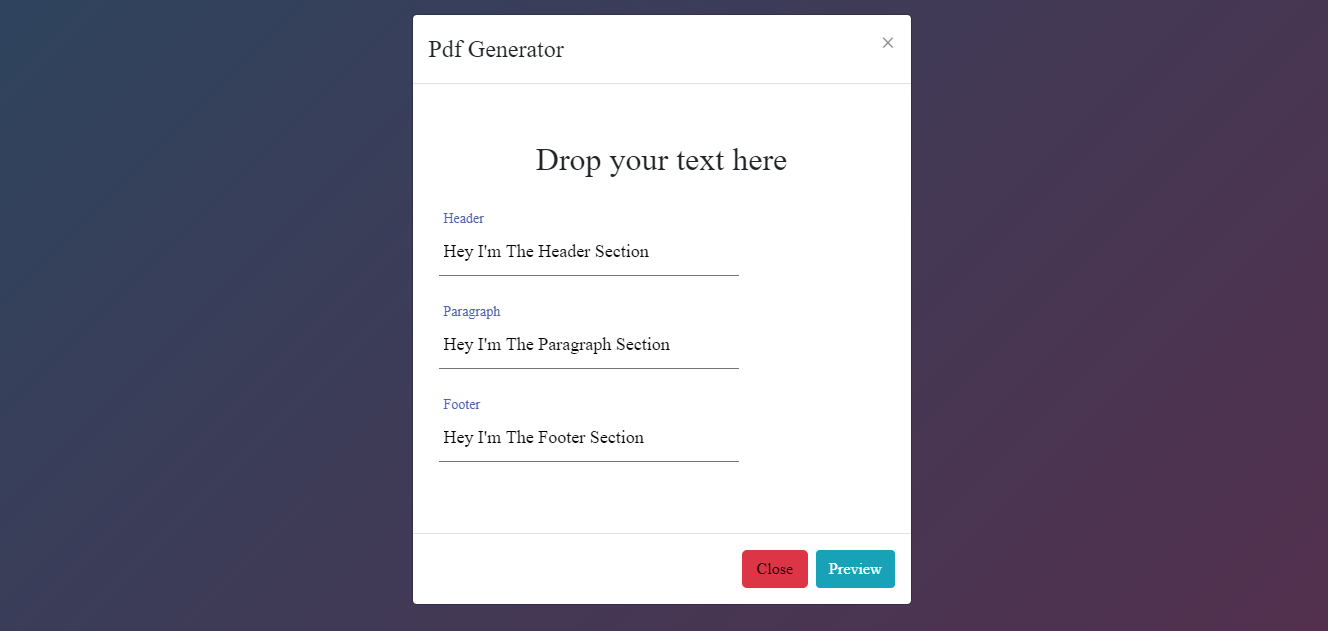 Pdf Generator
×
Drop your text here
Header
Hey I'm The Header Section
Paragraph
Hey I'm The Paragraph Section
Footer
Hey I'm The Footer Section
Close
Preview